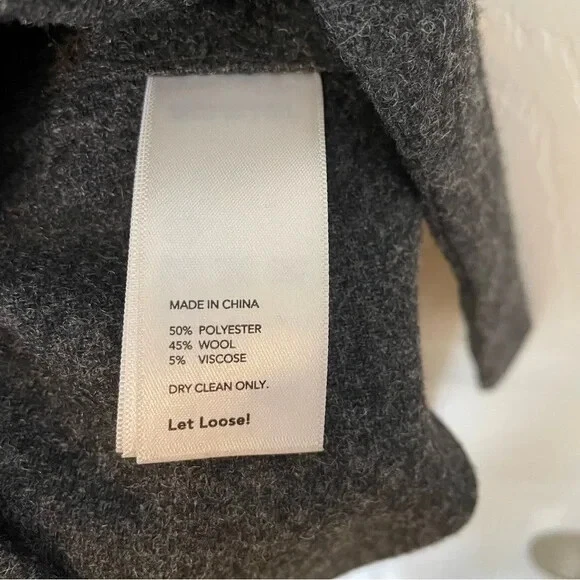 MADE IN CHINA
50% POLYESTER
45% WOOL
5% VISCOSE
DRY CLEAN ONLY.
Let Loose!